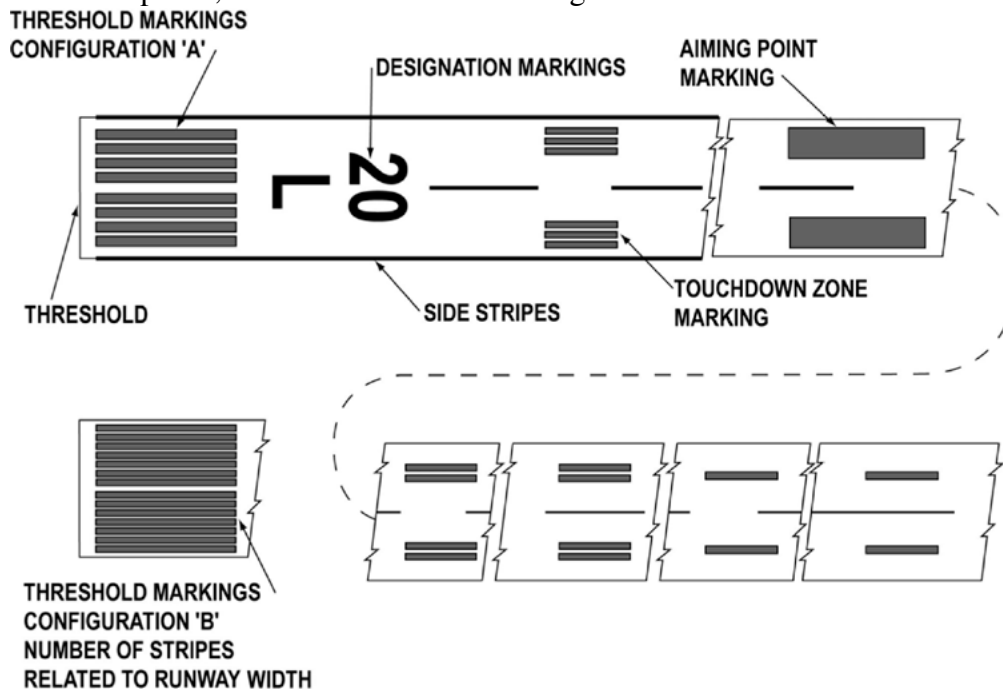 THRESHOLD MARKINGS
CONFIGURATION 'A'
DESIGNATION MARKINGS
AIMING POINT
MARKING
20
L
THRESHOLD
SIDE STRIPES
TOUCHDOWN ZONE
MARKING
THRESHOLD MARKINGS
CONFIGURATION 'B'
NUMBER OF STRIPES
RELATED TO RUNWAY WIDTH